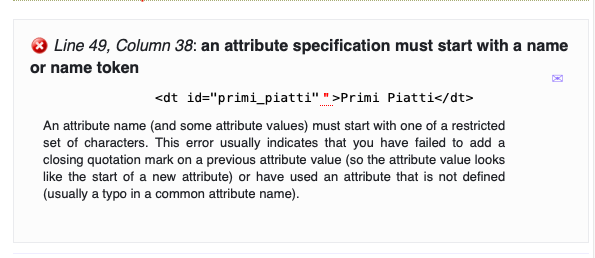 Line 49, Column 38: an attribute specification must start with a name
or name token
<dt id="primi_piatti"">Primi Piatti</dt>
An attribute name (and some attribute values) must start with one of a restricted
set of characters. This error usually indicates that you have failed to add a
closing quotation mark on a previous attribute value (so the attribute value looks
like the start of a new attribute) or have used an attribute that is not defined
(usually a typo in a common attribute name).